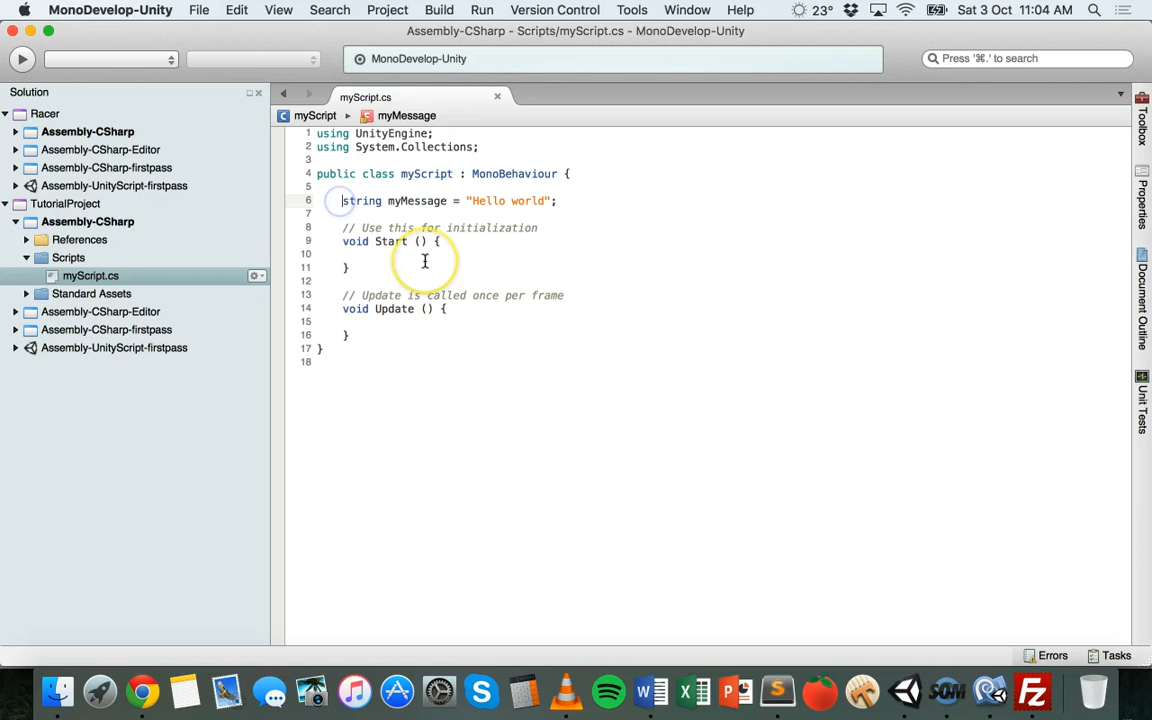 MonoDevelop-Unity File Edit View Search Project Build Run Version Control Tools Window Help 23° Sat 3 Oct 11:04 AM
Assembly-CSharp - Scripts/myScript.cs - MonoDevelop-Unity
MonoDevelop-Unity
Press '⌘.' to search
Solution
Racer
Assembly-CSharp
Assembly-CSharp-Editor
Assembly-CSharp-firstpass
Assembly-UnityScript-firstpass
TutorialProject
Assembly-CSharp
References
Scripts
myScript.cs
Standard Assets
Assembly-CSharp-Editor
Assembly-CSharp-firstpass
Assembly-UnityScript-firstpass
myScript.cs
myScript myMessage
1 using UnityEngine;
2 using System.Collections;
3
4 public class myScript : MonoBehaviour {
5
6 string myMessage = "Hello world";
7
8 // Use this for initialization
9 void Start () {
10
11 }
12
13 // Update is called once per frame
14 void Update () {
15
16 }
17 }
18
Toolbox
Properties
Document Outline
Unit Tests
Errors Tasks